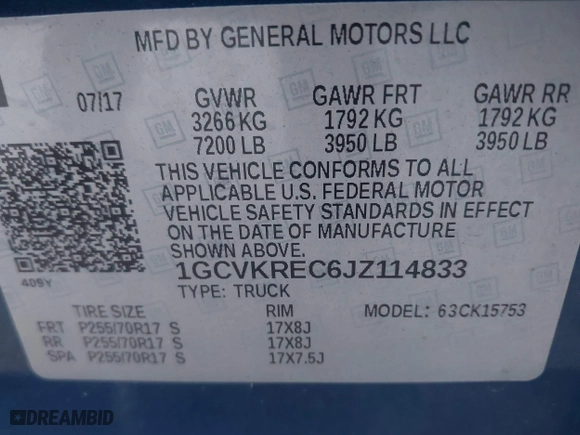 MFD BY GENERAL MOTORS LLC
07/17 GVWR GAWR FRT GAWR RR
3266 KG 1792 KG 1792 KG
7200 LB 3950 LB 3950 LB
THIS VEHICLE CONFORMS TO ALL
APPLICABLE U.S. FEDERAL MOTOR
VEHICLE SAFETY STANDARDS IN EFFECT
ON THE DATE OF MANUFACTURE
SHOWN ABOVE.
1GCVKREC6JZ114833
4D9Y
TYPE: TRUCK
TIRE SIZE RIM MODEL: 63CK15753
FRT P255/70R17 S 17X8J
RR P255/70R17 S 17X8J
SPA P255/70R17 S 17X7.5J
GM
DREAMBID